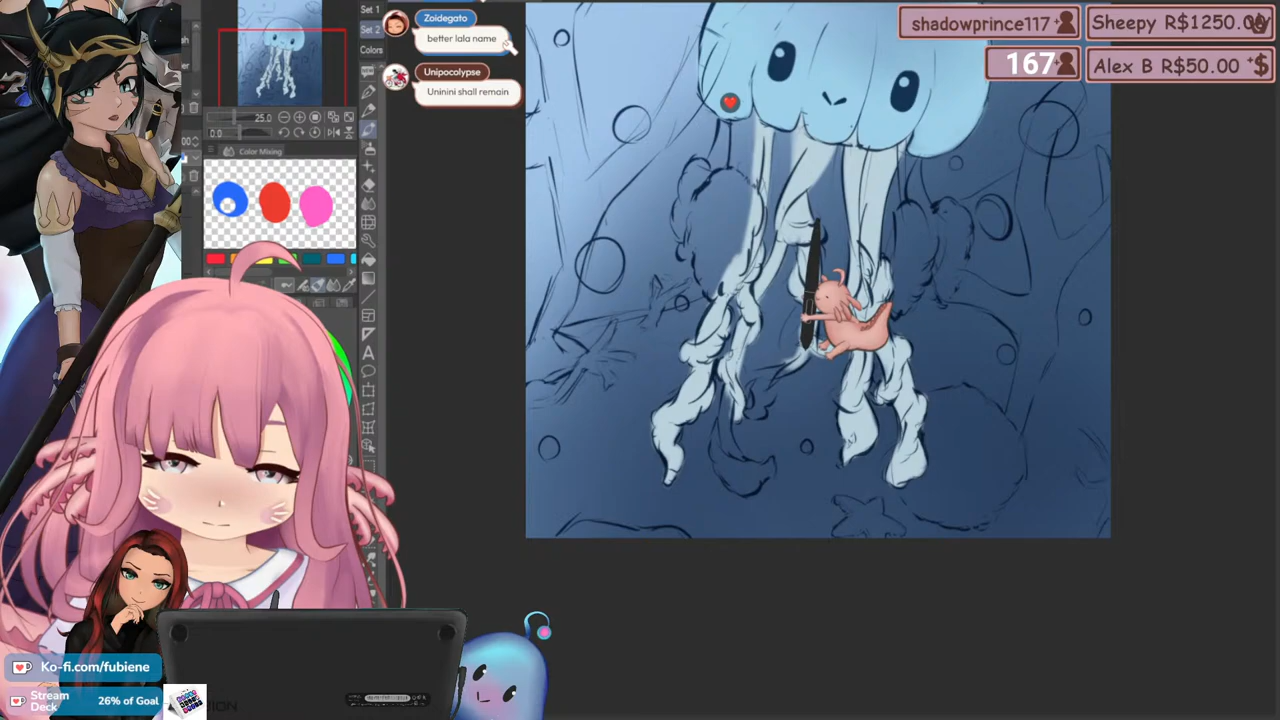 Set 1
Set 2
Colors
25.0
0.0
Color Mixing
Zoidegato
better lala name
Unipocolypse
Uninini shall remain
shadowprince117
Sheepy R$1250.00
167
Alex B R$50.00
Ko-fi.com/fubiene
Stream
Deck
26% of Goal